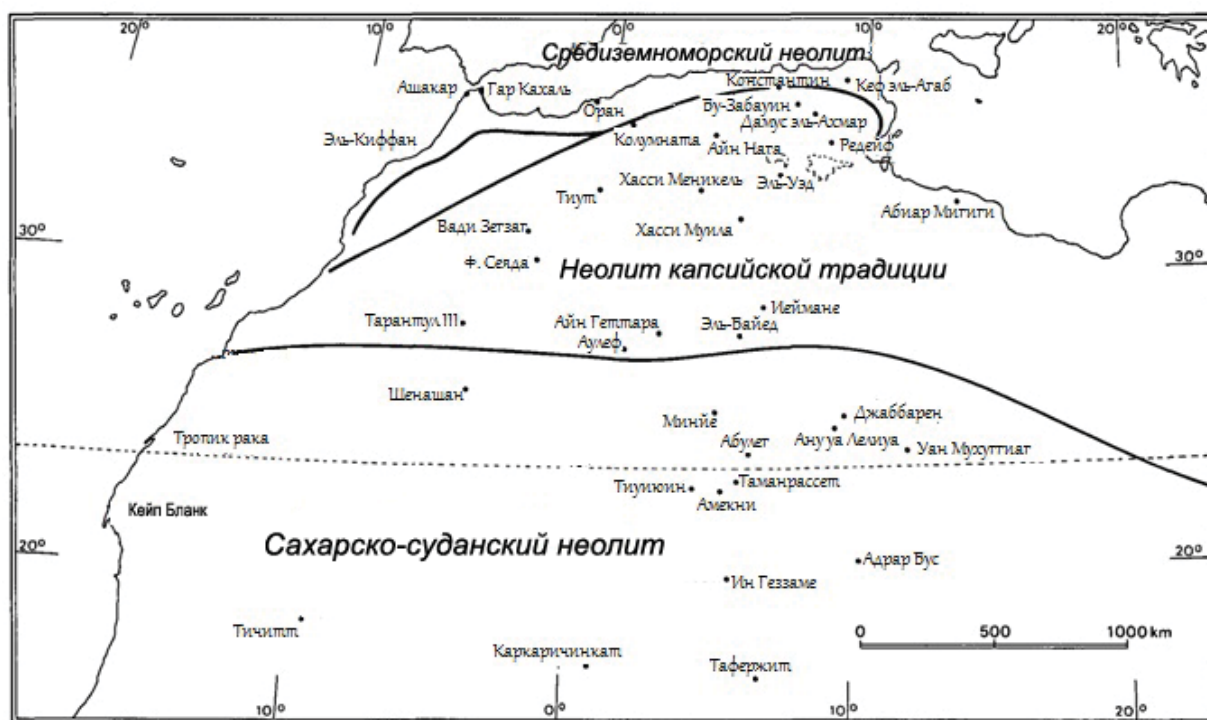 20° 10° 0° 10° 20°
Средиземноморский неолит
Константин
Кеф эль-Агаб
Ашакар
Гар Кахаль
Оран
Бу-Забауин
Дамус эль-Ахмар
Эль-Киффан
Колумната
Айн Ната
Редейф
Хасси Меникель
Эль-Уэд
Тиут
Абиар Мигиги
Вади Зегзаг
Хасси Муила
30°
ф. Сеяда
Неолит капсийской традиции
30°
Иеймане
Тарантул III
Айн Геттара
Эль-Байед
Аулеф
Шенашан
Минйе
Джаббарен
Тропик рака
Абулег
Ануа Лелиуа
Уан Мухуггиаг
Тиуиюин
Таманрассет
Амекни
Кейп Бланк
Сахарско-суданский неолит
20°
Адрар Бус
20°
Ин Геззаме
Тичитт
0 500 1000 km
Каркаричинкат
Тафержит
10° 0° 10° 20°